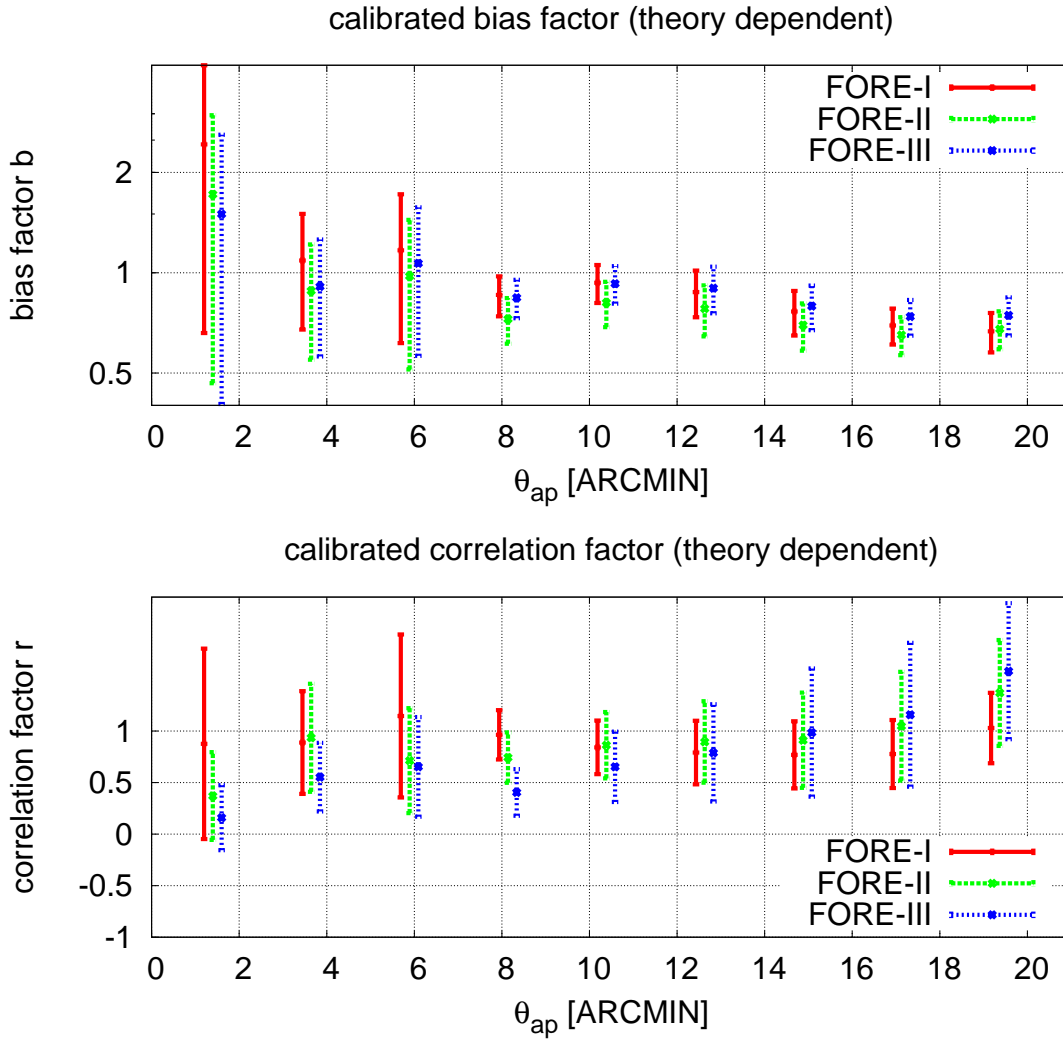 calibrated bias factor (theory dependent)
FORE-I
FORE-II
FORE-III
bias factor b
2
1
0.5
0 2 4 6 8 10 12 14 16 18 20
θap [ARCMIN]
calibrated correlation factor (theory dependent)
correlation factor r
1
0.5
0
-0.5
-1
FORE-I
FORE-II
FORE-III
0 2 4 6 8 10 12 14 16 18 20
θap [ARCMIN]